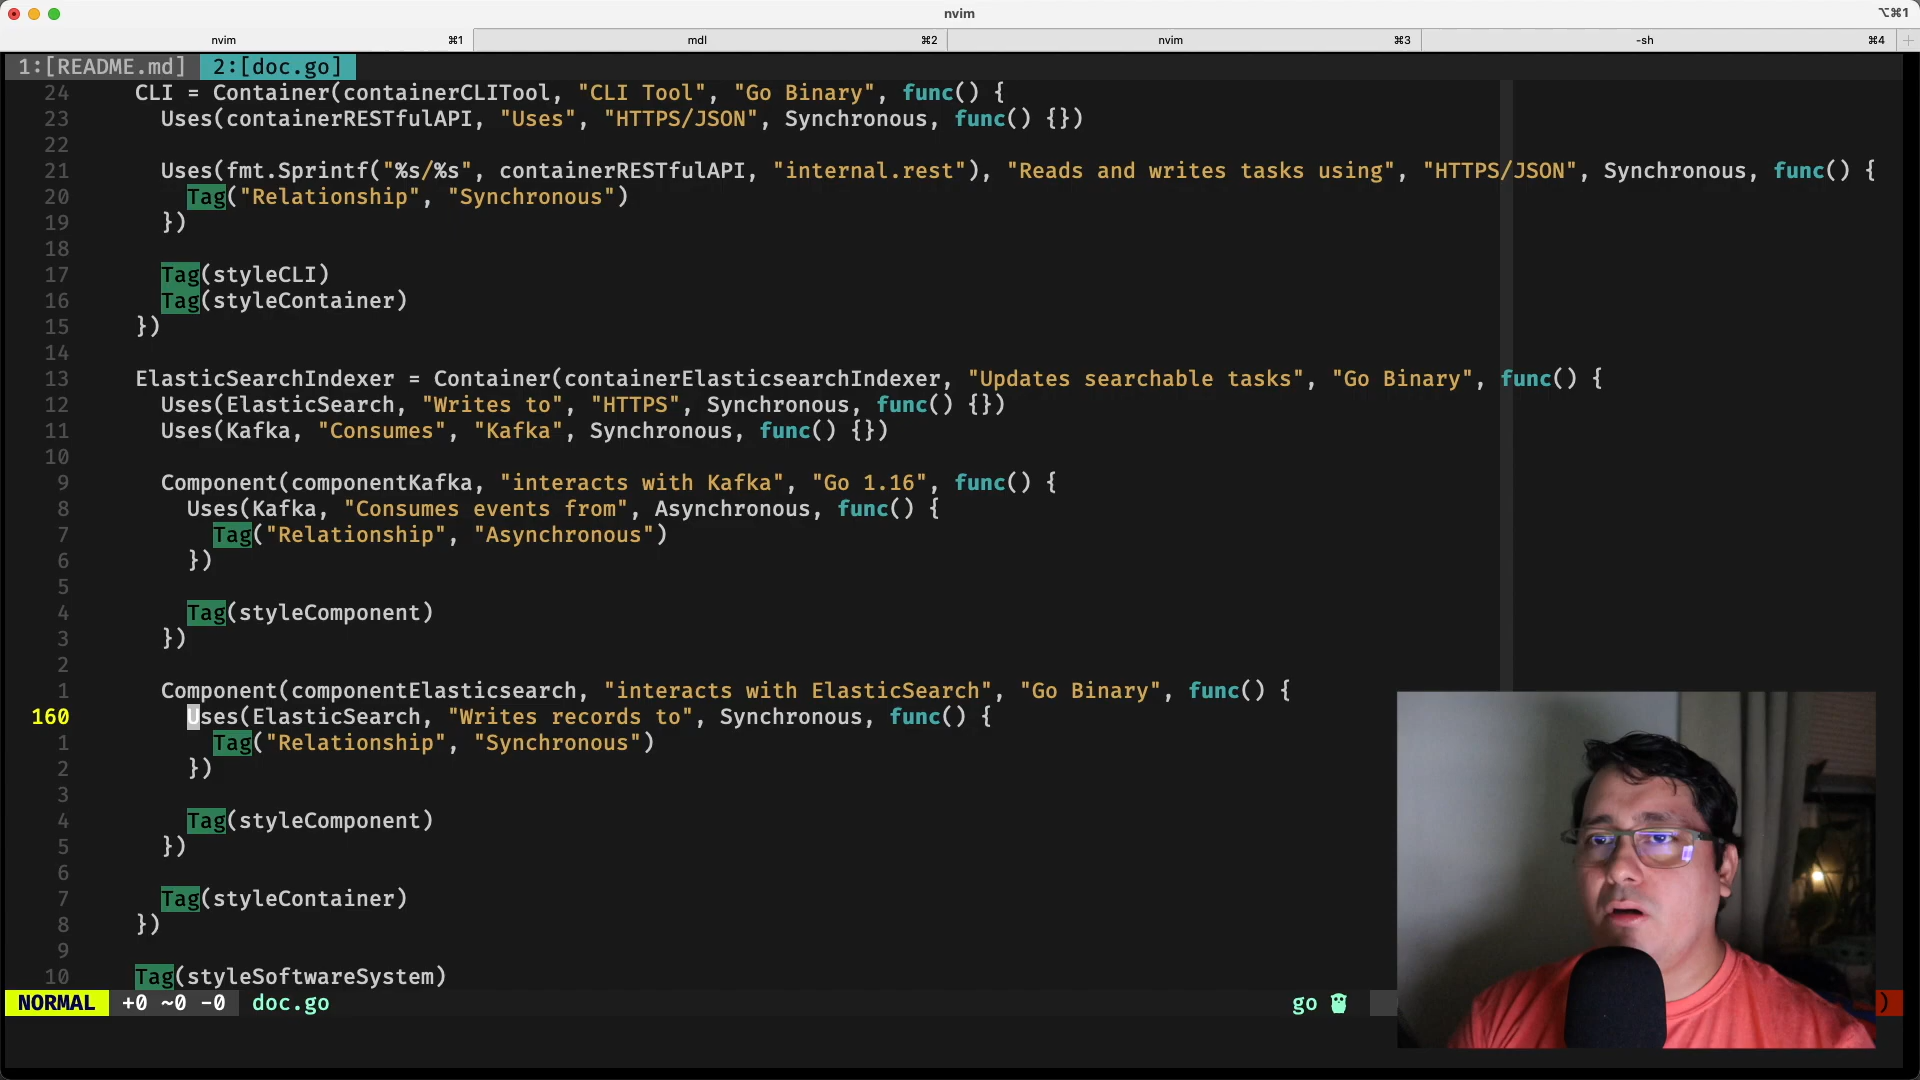 nvim
⌥⌘1
nvim ⌘1 mdl ⌘2 nvim ⌘3 -sh ⌘4 +
1:[README.md] 2:[doc.go]
24 CLI = Container(containerCLITool, "CLI Tool", "Go Binary", func() {
23 Uses(containerRESTfulAPI, "Uses", "HTTPS/JSON", Synchronous, func() {})
22
21 Uses(fmt.Sprintf("%s/%s", containerRESTfulAPI, "internal.rest"), "Reads and writes tasks using", "HTTPS/JSON", Synchronous, func() {
20 Tag("Relationship", "Synchronous")
19 })
18
17 Tag(styleCLI)
16 Tag(styleContainer)
15 })
14
13 ElasticSearchIndexer = Container(containerElasticsearchIndexer, "Updates searchable tasks", "Go Binary", func() {
12 Uses(ElasticSearch, "Writes to", "HTTPS", Synchronous, func() {})
11 Uses(Kafka, "Consumes", "Kafka", Synchronous, func() {})
10
9 Component(componentKafka, "interacts with Kafka", "Go 1.16", func() {
8 Uses(Kafka, "Consumes events from", Asynchronous, func() {
7 Tag("Relationship", "Asynchronous")
6 })
5
4 Tag(styleComponent)
3 })
2
1 Component(componentElasticsearch, "interacts with ElasticSearch", "Go Binary", func() {
160 Uses(ElasticSearch, "Writes records to", Synchronous, func() {
1 Tag("Relationship", "Synchronous")
2 })
3
4 Tag(styleComponent)
5 })
6
7 Tag(styleContainer)
8 })
9
10 Tag(styleSoftwareSystem)
NORMAL +0 ~0 -0 doc.go go )